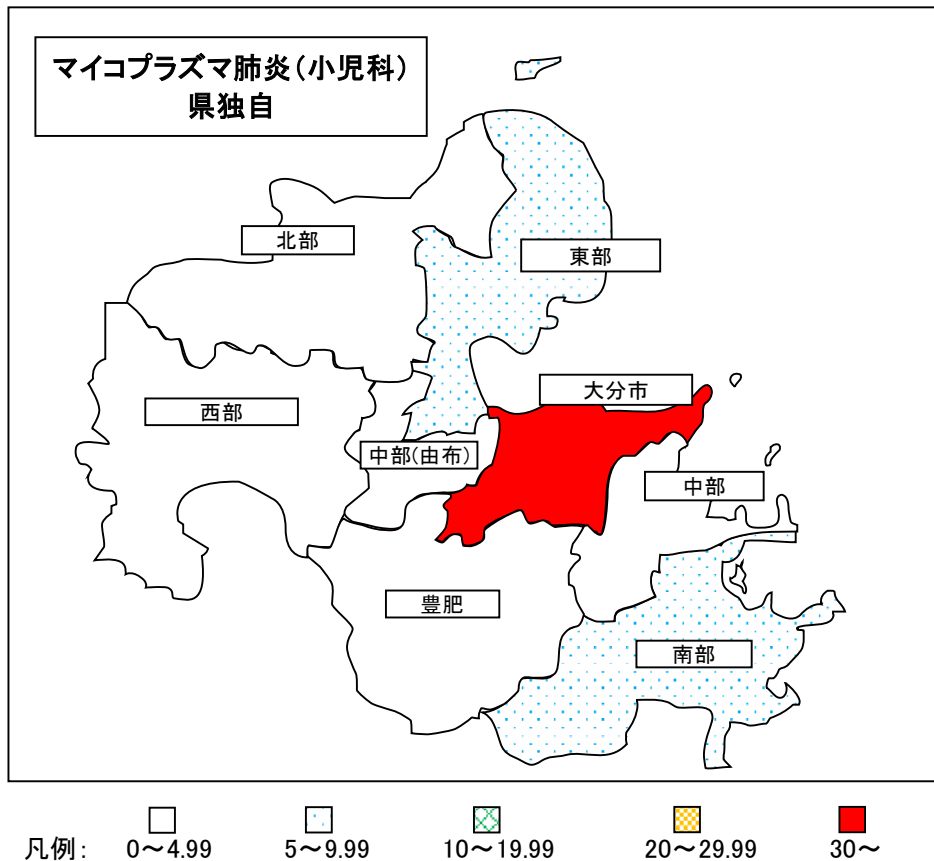 マイコプラズマ肺炎(小児科)
県独自
北部
東部
大分市
西部
中部(由布)
中部
豊肥
南部
凡例: 0～4.99 5～9.99 10～19.99 20～29.99 30～